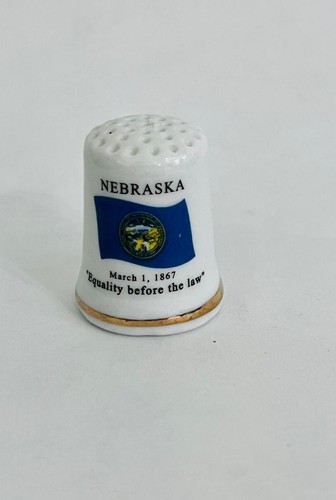 NEBRASKA
March 1, 1867
"Equality before the law"